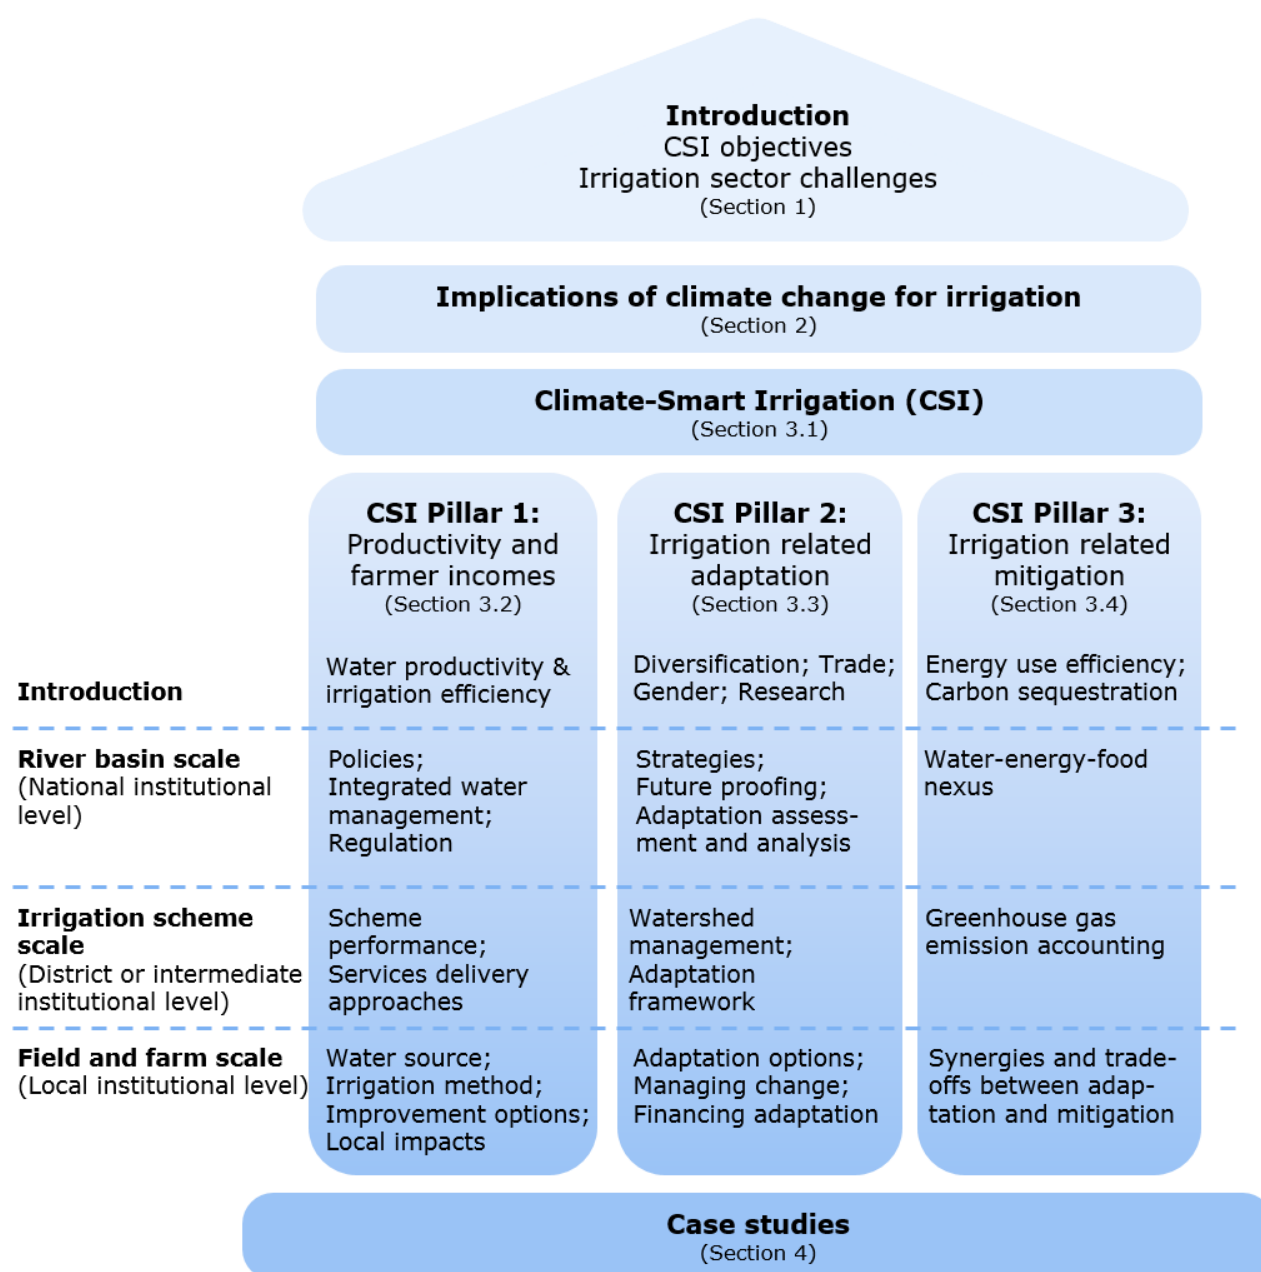 Introduction
CSI objectives
Irrigation sector challenges
(Section 1)
Implications of climate change for irrigation
(Section 2)
Climate-Smart Irrigation (CSI)
(Section 3.1)
CSI Pillar 1:
Productivity and
farmer incomes
(Section 3.2)
CSI Pillar 2:
Irrigation related
adaptation
(Section 3.3)
CSI Pillar 3:
Irrigation related
mitigation
(Section 3.4)
Introduction
Water productivity &
irrigation efficiency
Diversification; Trade;
Gender; Research
Energy use efficiency;
Carbon sequestration
River basin scale
(National institutional
level)
Policies;
Integrated water
management;
Regulation
Strategies;
Future proofing;
Adaptation assess-
ment and analysis
Water-energy-food
nexus
Irrigation scheme
scale
(District or intermediate
institutional level)
Scheme
performance;
Services delivery
approaches
Watershed
management;
Adaptation
framework
Greenhouse gas
emission accounting
Field and farm scale
(Local institutional level)
Water source;
Irrigation method;
Improvement options;
Local impacts
Adaptation options;
Managing change;
Financing adaptation
Synergies and trade-
offs between adap-
tation and mitigation
Case studies
(Section 4)